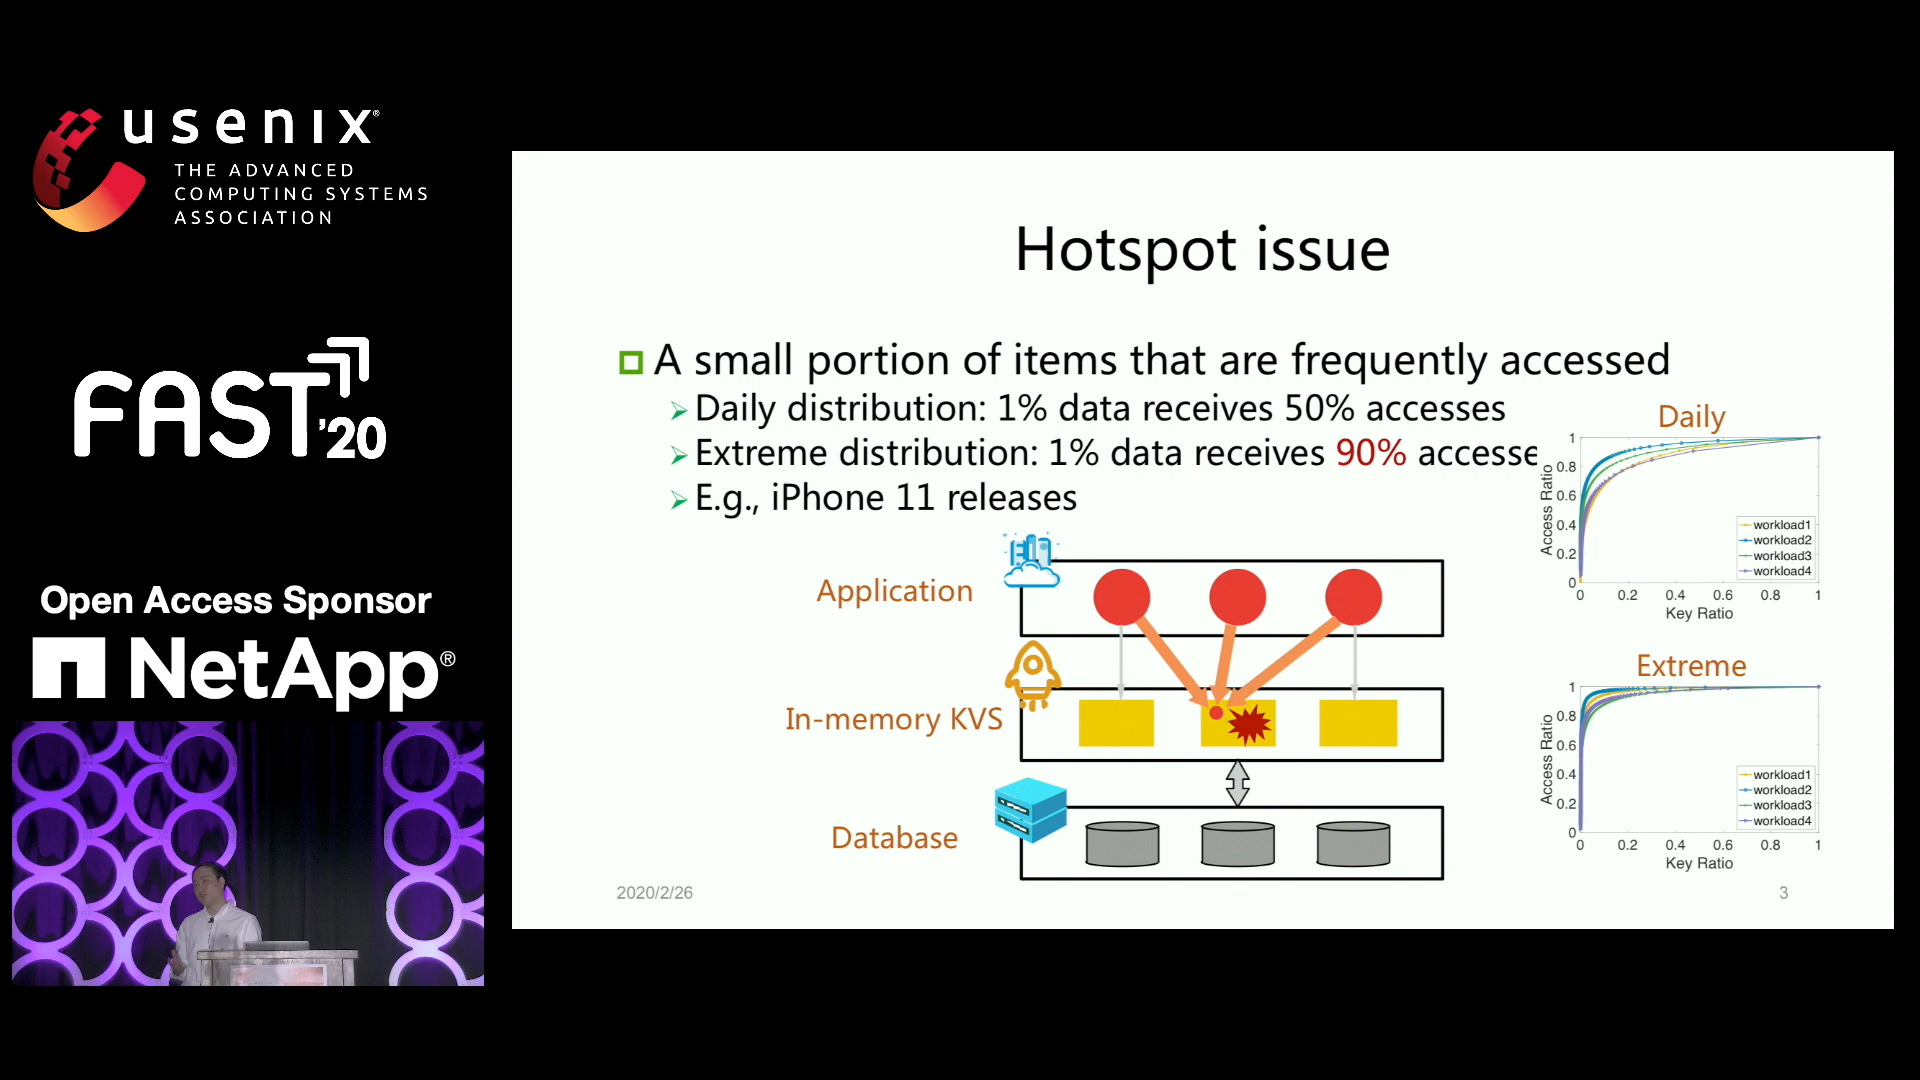 usenix®
THE ADVANCED
COMPUTING SYSTEMS
ASSOCIATION
FAST'20
Open Access Sponsor
NetApp®
Hotspot issue
A small portion of items that are frequently accessed
Daily distribution: 1% data receives 50% accesses
Extreme distribution: 1% data receives 90% accesse
E.g., iPhone 11 releases
Application
In-memory KVS
Database
Daily
Access Ratio
1
0.8
0.6
0.4
0.2
0
workload1
workload2
workload3
workload4
0 0.2 0.4 0.6 0.8 1
Key Ratio
Extreme
Access Ratio
1
0.8
0.6
0.4
0.2
0
workload1
workload2
workload3
workload4
0 0.2 0.4 0.6 0.8 1
Key Ratio
2020/2/26
3